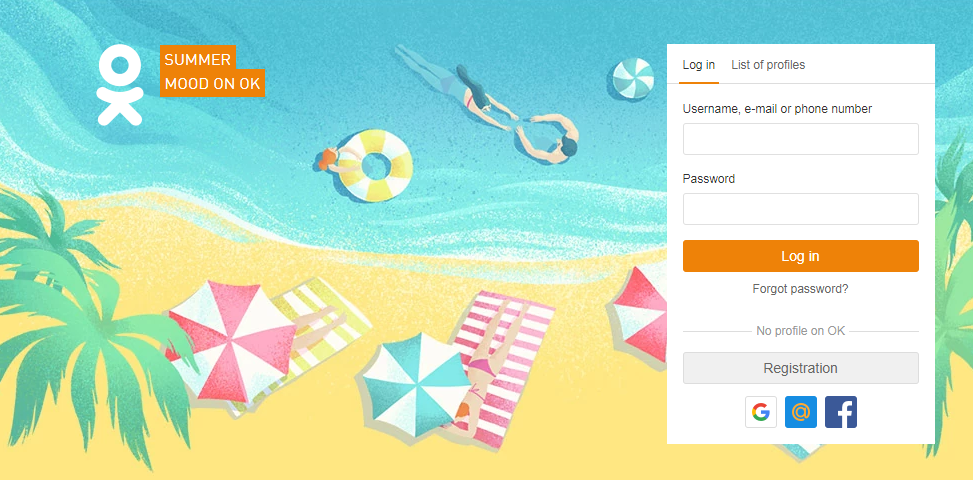 SUMMER
MOOD ON OK
Log in List of profiles
Username, e-mail or phone number
Password
Log in
Forgot password?
No profile on OK
Registration